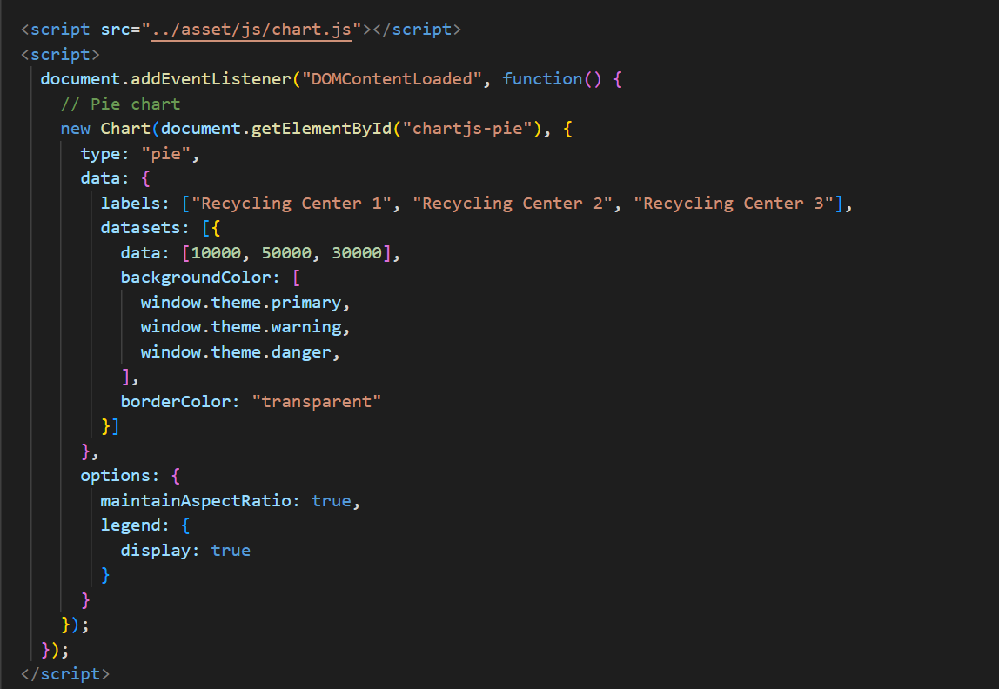 <script src="../asset/js/chart.js"></script>
<script>
document.addEventListener("DOMContentLoaded", function() {
// Pie chart
new Chart(document.getElementById("chartjs-pie"), {
type: "pie",
data: {
labels: ["Recycling Center 1", "Recycling Center 2", "Recycling Center 3"],
datasets: [{
data: [10000, 50000, 30000],
backgroundColor: [
window.theme.primary,
window.theme.warning,
window.theme.danger,
],
borderColor: "transparent"
}]
},
options: {
maintainAspectRatio: true,
legend: {
display: true
}
}
});
});
</script>